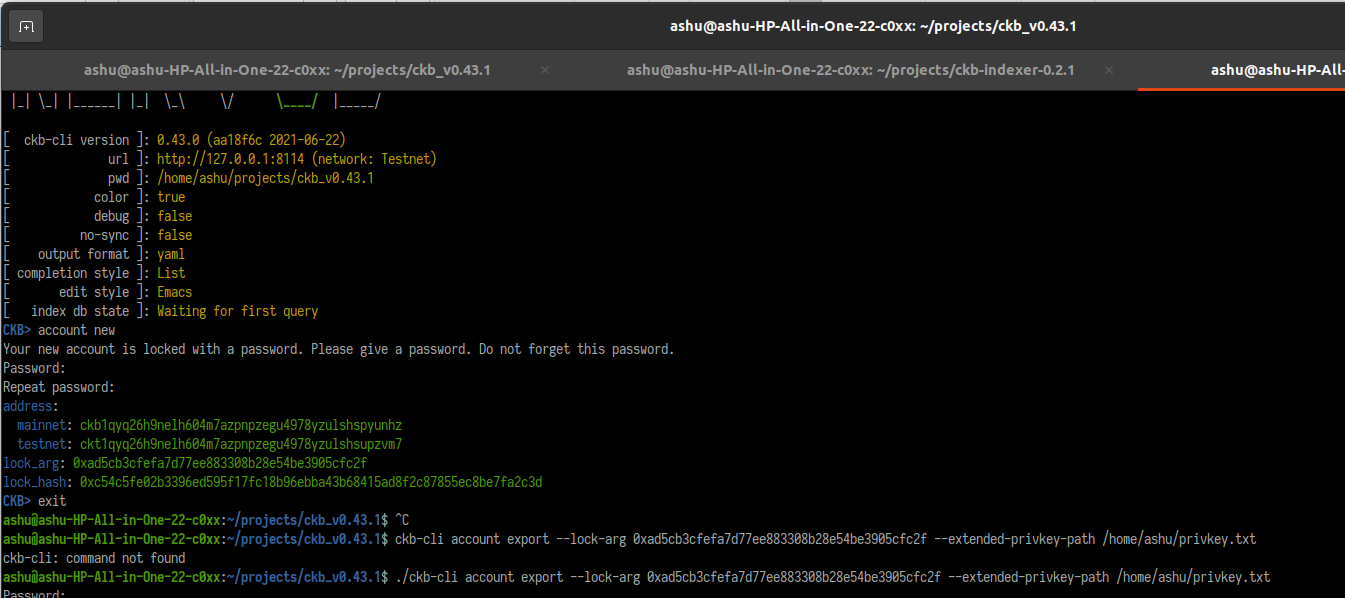 ashu@ashu-HP-All-in-One-22-c0xx: ~/projects/ckb_v0.43.1
ashu@ashu-HP-All-in-One-22-c0xx: ~/projects/ckb_v0.43.1 × ashu@ashu-HP-All-in-One-22-c0xx: ~/projects/ckb-indexer-0.2.1 × ashu@ashu-HP-All-
|_| \_| |______| |_| \_\ \/ \____/ |_____/
[ ckb-cli version ]: 0.43.0 (aa18f6c 2021-06-22)
[ url ]: http://127.0.0.1:8114 (network: Testnet)
[ pwd ]: /home/ashu/projects/ckb_v0.43.1
[ color ]: true
[ debug ]: false
[ no-sync ]: false
[ output format ]: yaml
[ completion style ]: List
[ edit style ]: Emacs
[ index db state ]: Waiting for first query
CKB> account new
Your new account is locked with a password. Please give a password. Do not forget this password.
Password:
Repeat password:
address:
mainnet: ckb1qyq26h9nelh604m7azpnpzegu4978yzulshspyunhz
testnet: ckt1qyq26h9nelh604m7azpnpzegu4978yzulshsupzvm7
lock_arg: 0xad5cb3cfefa7d77ee883308b28e54be3905cfc2f
lock_hash: 0xc54c5fe02b3396ed595f17fc18b96ebba43b68415ad8f2c87855ec8be7fa2c3d
CKB> exit
ashu@ashu-HP-All-in-One-22-c0xx:~/projects/ckb_v0.43.1$ ^C
ashu@ashu-HP-All-in-One-22-c0xx:~/projects/ckb_v0.43.1$ ckb-cli account export --lock-arg 0xad5cb3cfefa7d77ee883308b28e54be3905cfc2f --extended-privkey-path /home/ashu/privkey.txt
ckb-cli: command not found
ashu@ashu-HP-All-in-One-22-c0xx:~/projects/ckb_v0.43.1$ ./ckb-cli account export --lock-arg 0xad5cb3cfefa7d77ee883308b28e54be3905cfc2f --extended-privkey-path /home/ashu/privkey.txt
Password: